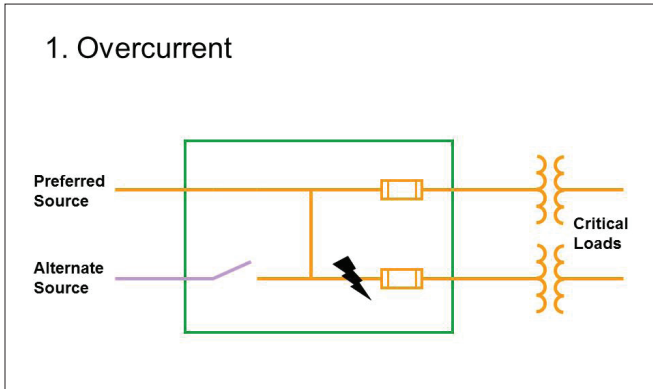 1. Overcurrent
Preferred
Source
Critical
Loads
Alternate
Source